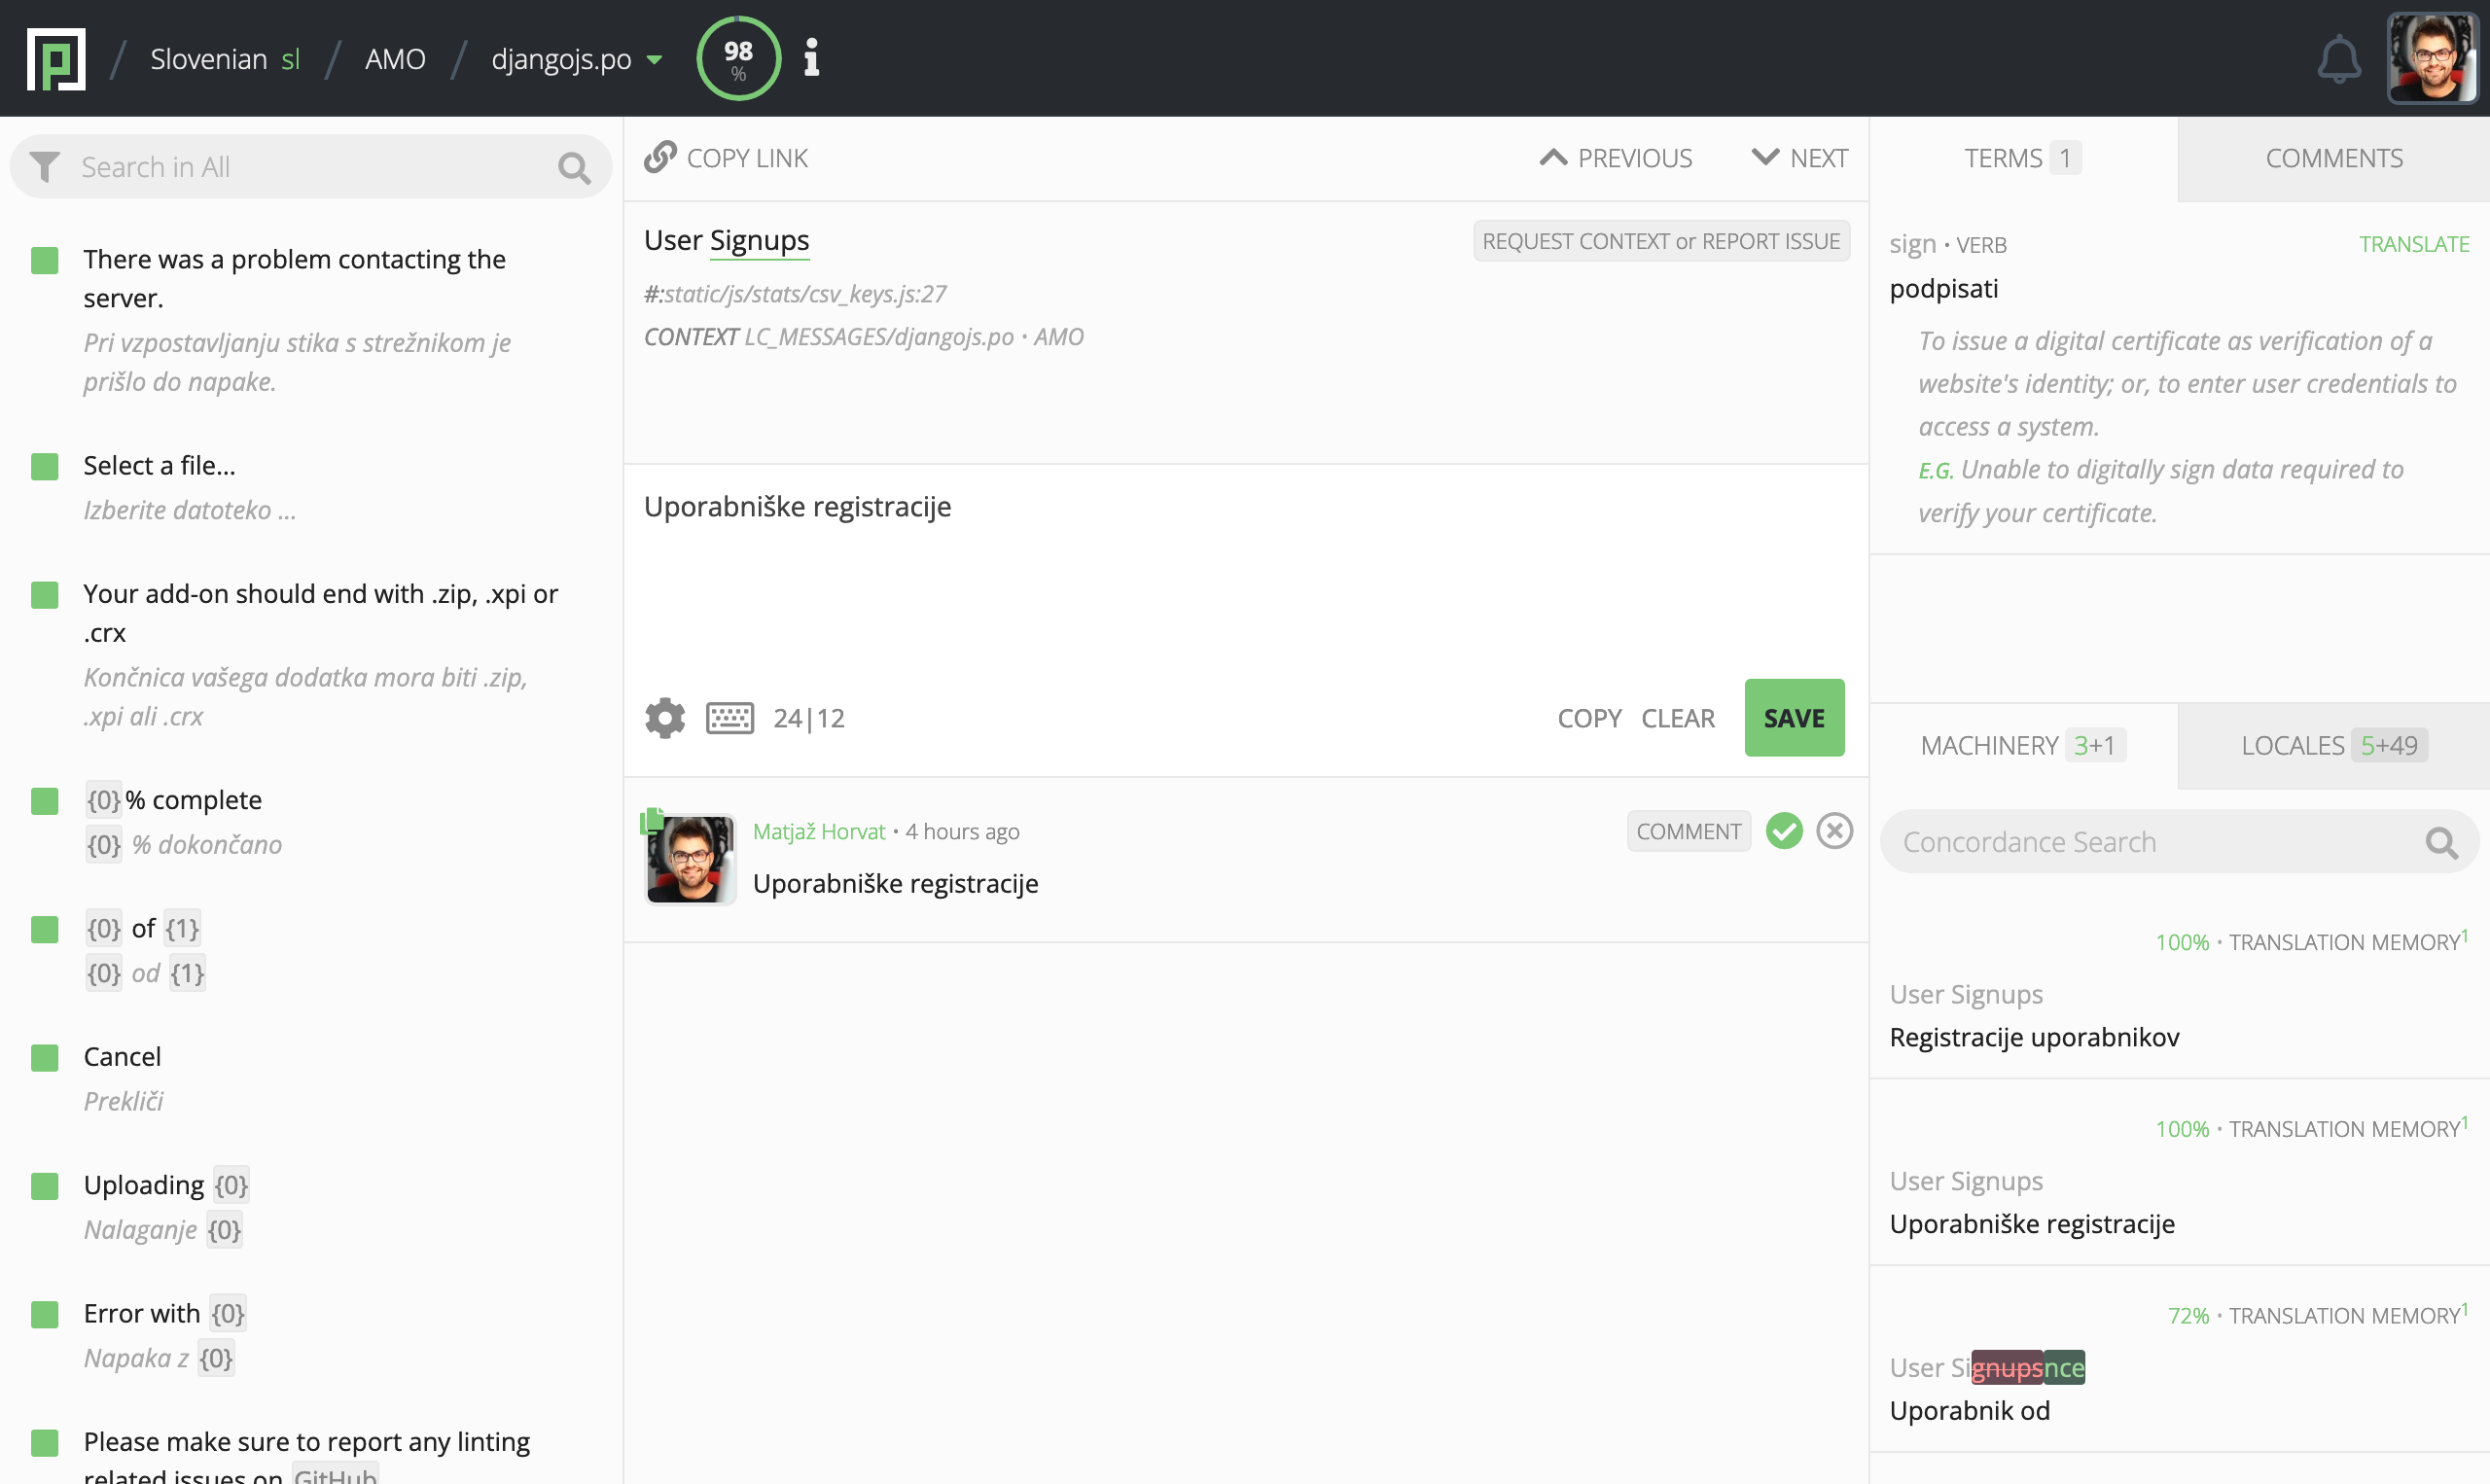 Slovenian sl
AMO
djangojs.po
98
%
Search in All
There was a problem contacting the
server.
Pri vzpostavljanju stika s strežnikom je
prišlo do napake.
Select a file...
Izberite datoteko ...
Your add-on should end with .zip, .xpi or
.crx
Končnica vašega dodatka mora biti .zip,
.xpi ali .crx
{0}% complete
{0} % dokončano
{0} of {1}
{0} od {1}
Cancel
Prekliči
Uploading {0}
Nalaganje {0}
Error with {0}
Napaka z {0}
Please make sure to report any linting
related issues on GitHub
COPY LINK
PREVIOUS
NEXT
User Signups
REQUEST CONTEXT or REPORT ISSUE
#:static/js/stats/csv_keys.js:27
CONTEXT LC_MESSAGES/djangojs.po • AMO
Uporabniške registracije
24|12
COPY
CLEAR
SAVE
Matjaž Horvat • 4 hours ago
COMMENT
Uporabniške registracije
TERMS 1
COMMENTS
sign • VERB
TRANSLATE
podpisati
To issue a digital certificate as verification of a
website's identity; or, to enter user credentials to
access a system.
E.G. Unable to digitally sign data required to
verify your certificate.
MACHINERY 3+1
LOCALES 5+49
Concordance Search
100% • TRANSLATION MEMORY1
User Signups
Registracije uporabnikov
100% • TRANSLATION MEMORY1
User Signups
Uporabniške registracije
72% • TRANSLATION MEMORY1
User Signupsnce
Uporabnik od